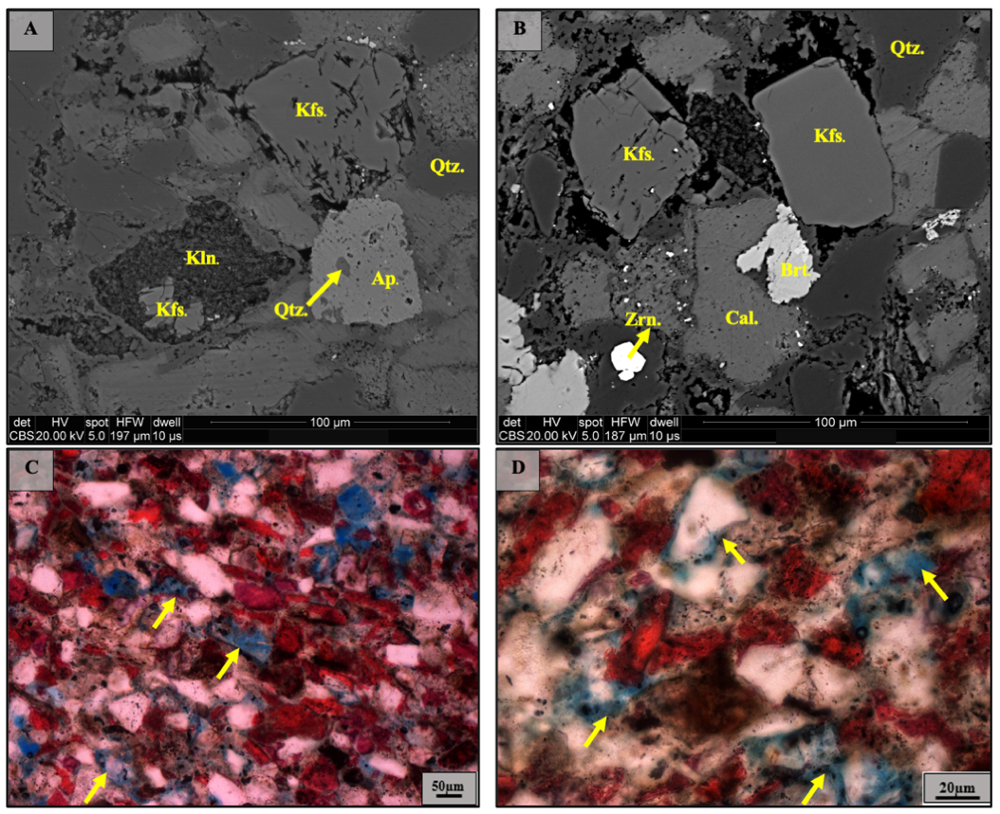 A
Kfs.
Qtz.
Kln.
Ap.
Kfs.
Qtz.
det HV spot HFW dwell
CBS 20.00 kV 5.0 197 µm 10 µs
100 µm
B
Qtz.
Kfs.
Kfs.
Brt.
Zrn.
Cal.
det HV spot HFW dwell
CBS 20.00 kV 5.0 187 µm 10 µs
100 µm
C
50µm
D
20µm